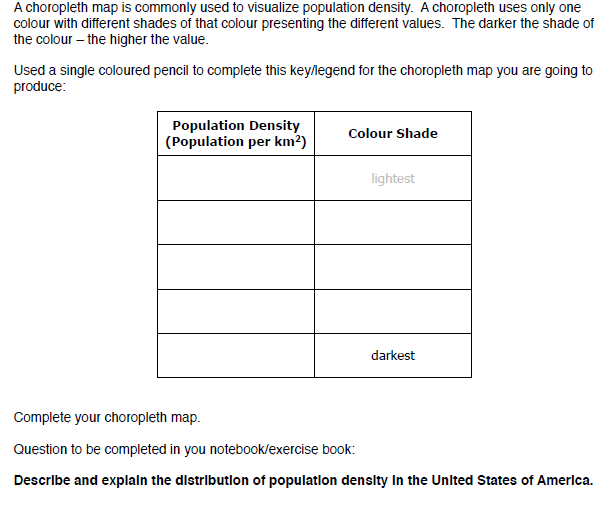 A choropleth map is commonly used to visualize population density.  A choropleth uses only one
colour with different shades of that colour presenting the different values.  The darker the shade of
the colour – the higher the value.
Used a single coloured pencil to complete this key/legend for the choropleth map you are going to
produce:
Population Density
(Population per km²)
Colour Shade
lightest
darkest
Complete your choropleth map.
Question to be completed in you notebook/exercise book:
Describe and explain the distribution of population density in the United States of America.